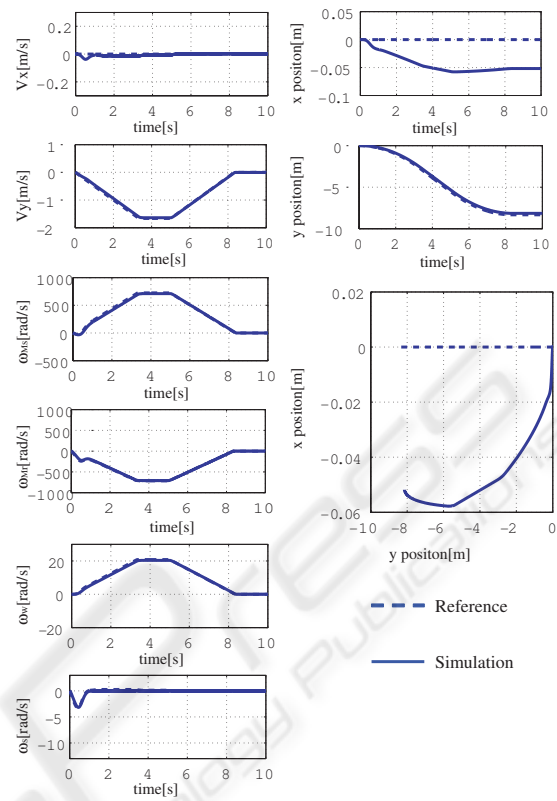 0.2
0
−0.2
Vx[m/s]
0 2 4 6 8 10
time[s]
1
0
−1
−2
Vy[m/s]
0 2 4 6 8 10
time[s]
1000
500
0
−500
ωMS[rad/s]
0 2 4 6 8 10
time[s]
1000
500
0
−500
−1000
0 2 4 6 8 10
time[s]
20
0
−20
ωW[rad/s]
0 2 4 6 8 10
time[s]
0
−5
−10
ωS[rad/s]
0 2 4 6 8 10
time[s]
0.05
0
−0.05
−0.1
x positon[m]
0 2 4 6 8 10
time[s]
0
−5
−10
y positon[m]
0 2 4 6 8 10
time[s]
0.02
0
−0.02
−0.04
−0.06
x positon[m]
−10 −8 −6 −4 −2 0
y positon[m]
Reference
Simulation
Press
Publications